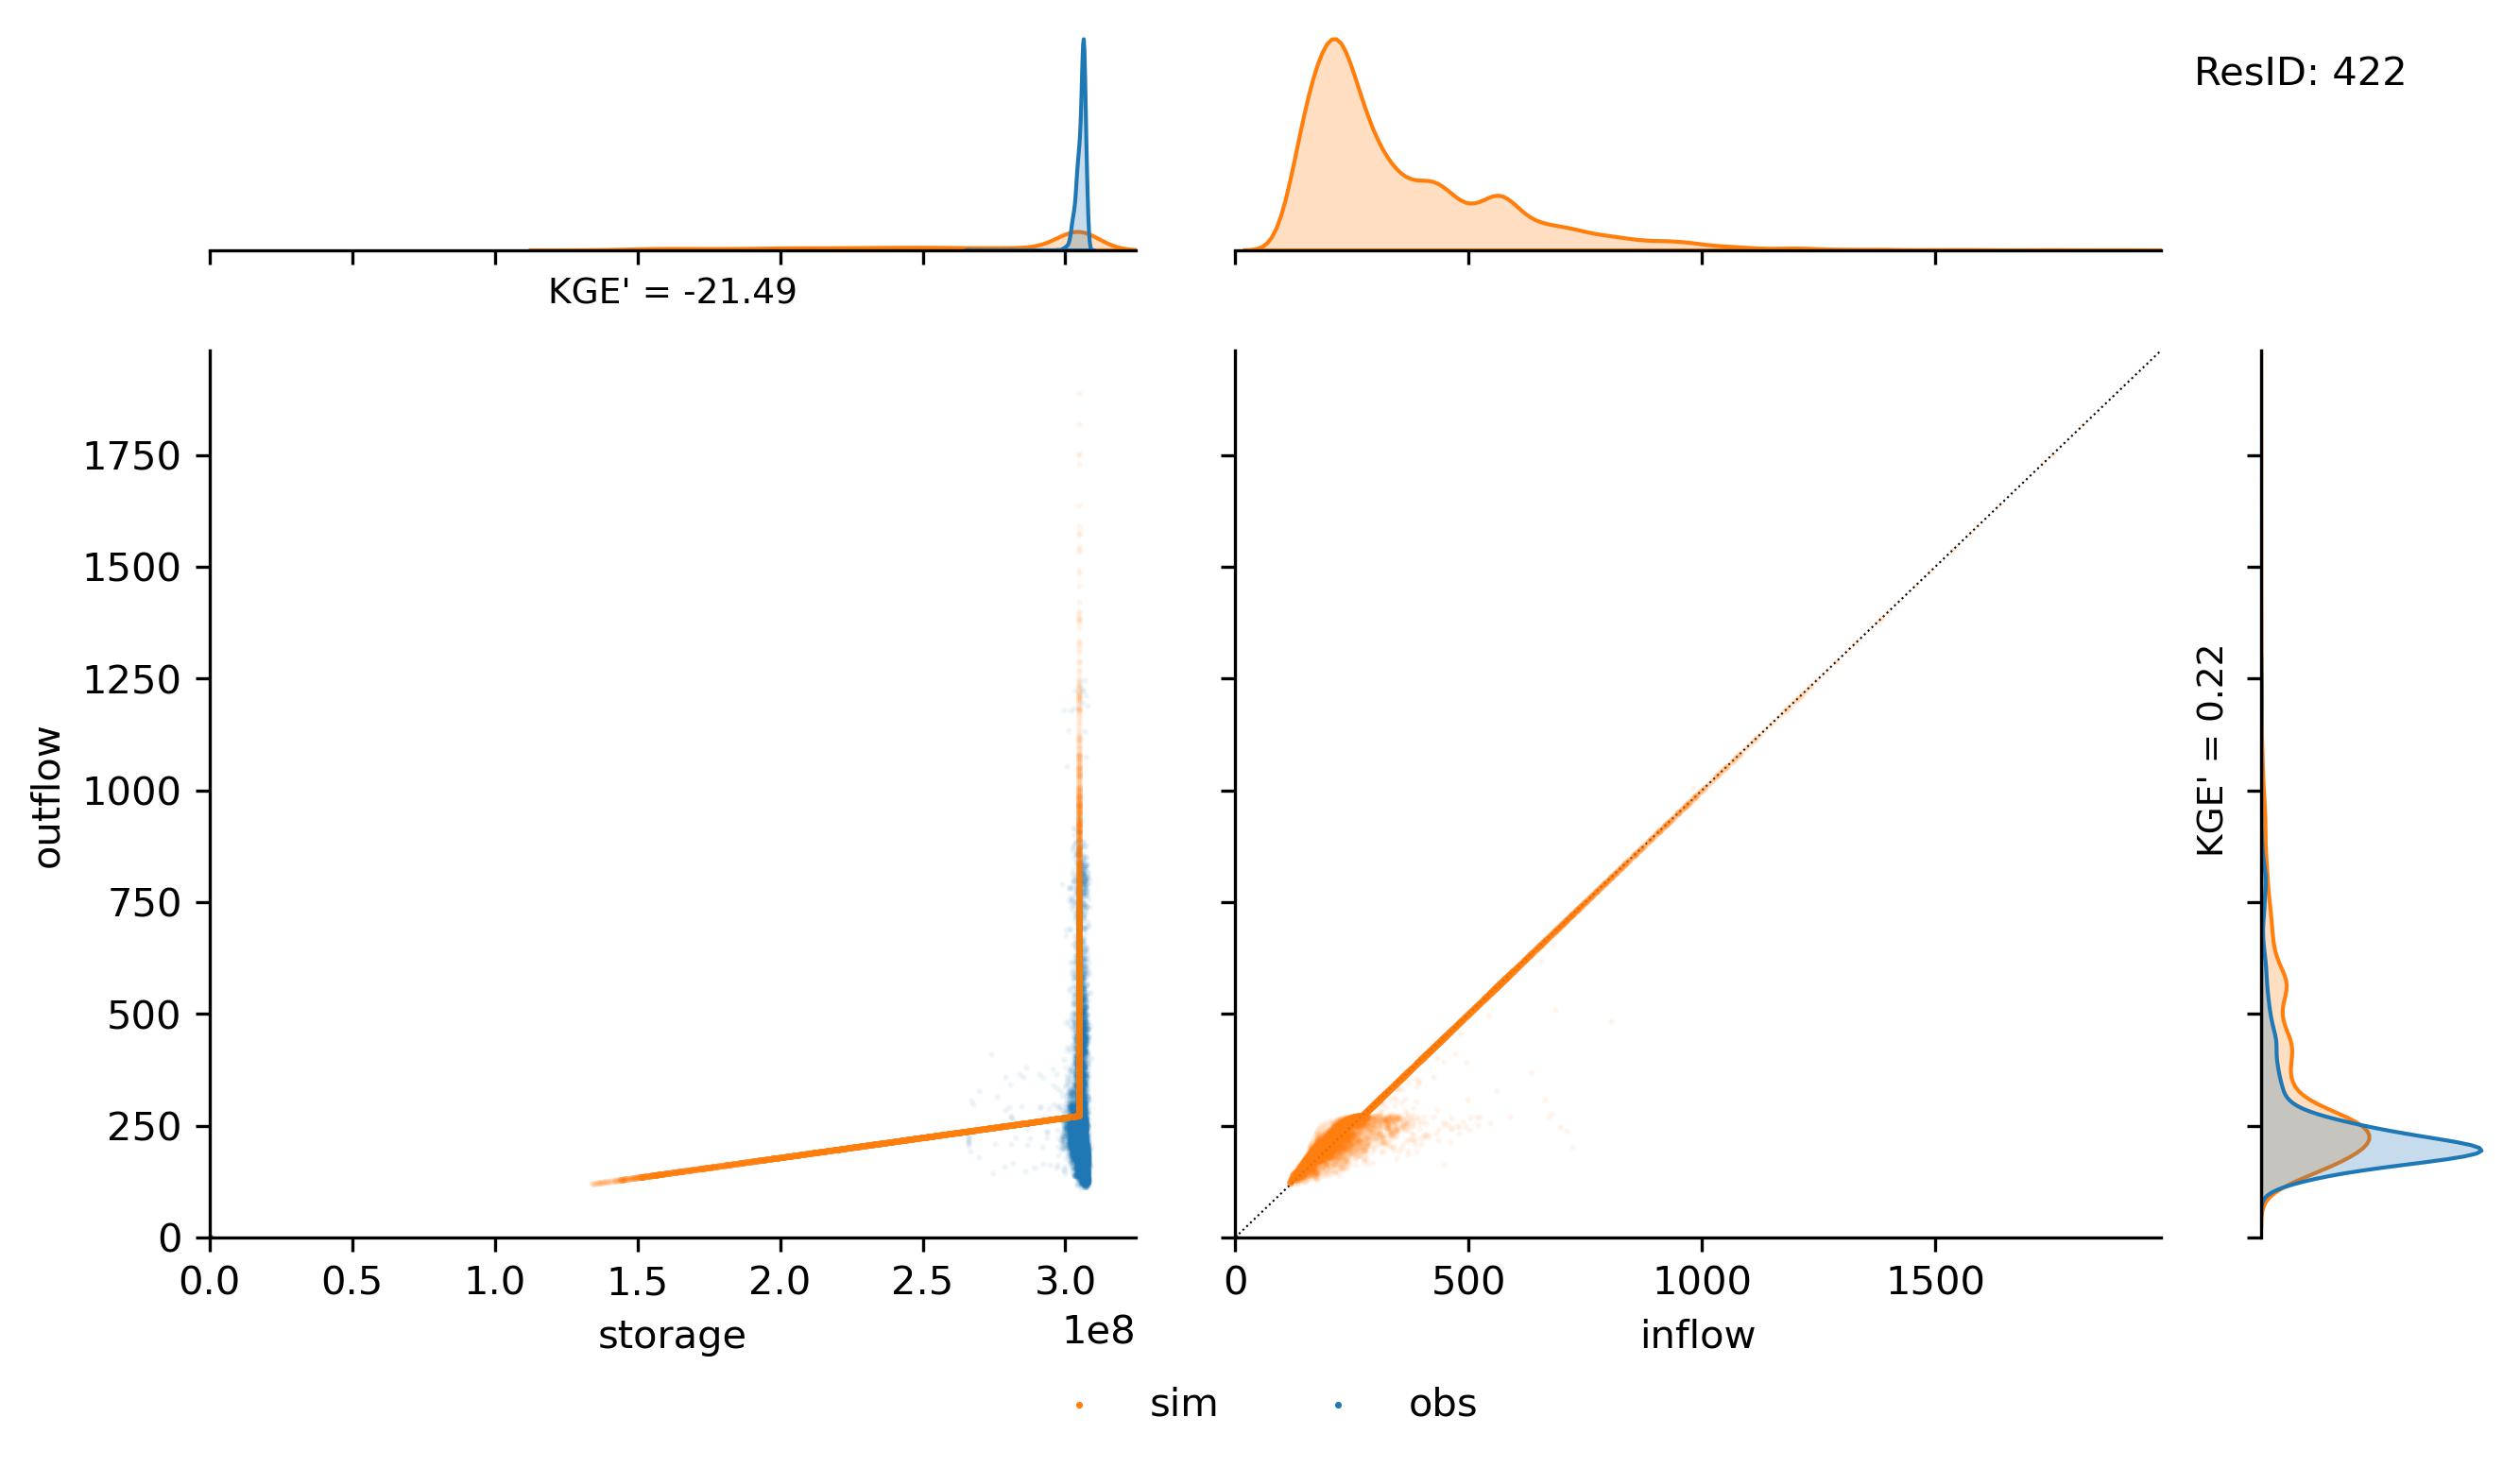 ResID: 422
KGE' = -21.49
outflow
1750
1500
1250
1000
750
500
250
0
0.0 0.5 1.0 1.5 2.0 2.5 3.0
storage
1e8
0 500 1000 1500
inflow
KGE' = 0.22
sim obs